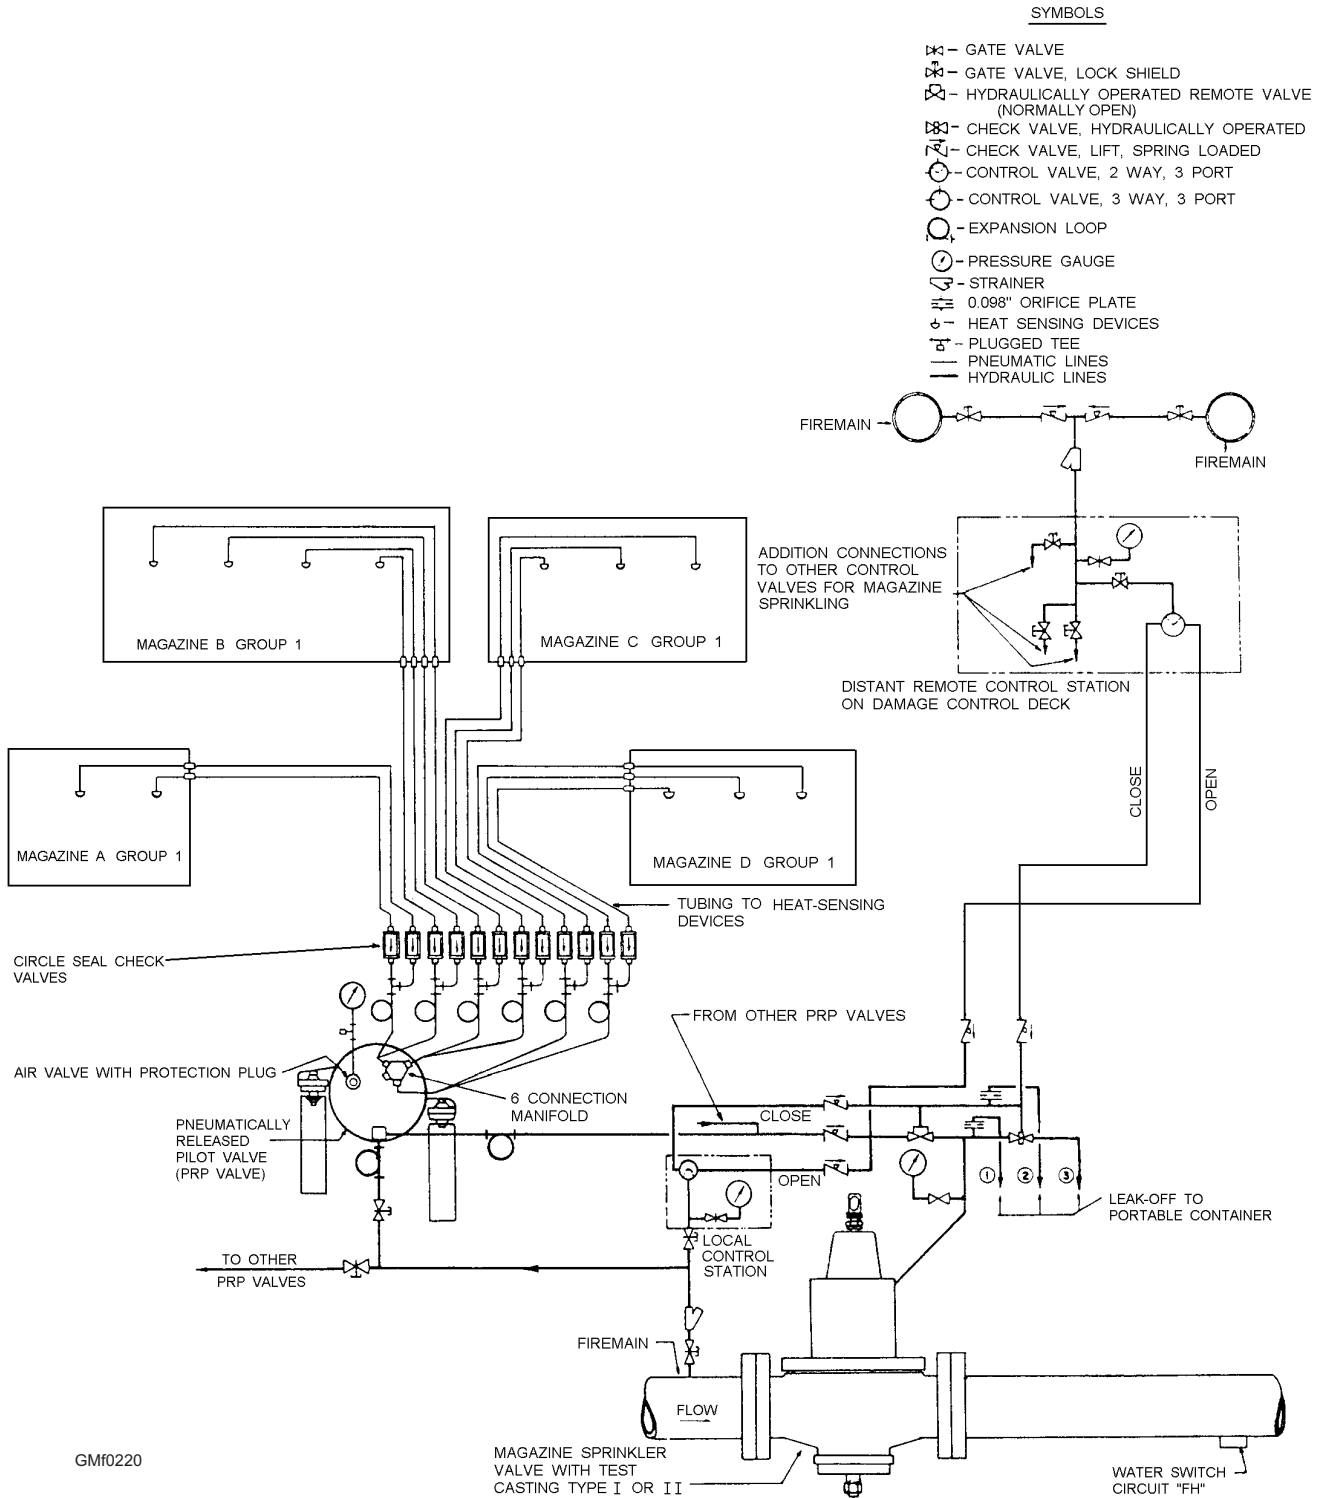 SYMBOLS
– GATE VALVE
– GATE VALVE, LOCK SHIELD
– HYDRAULICALLY OPERATED REMOTE VALVE
(NORMALLY OPEN)
– CHECK VALVE, HYDRAULICALLY OPERATED
– CHECK VALVE, LIFT, SPRING LOADED
– CONTROL VALVE, 2 WAY, 3 PORT
– CONTROL VALVE, 3 WAY, 3 PORT
– EXPANSION LOOP
– PRESSURE GAUGE
– STRAINER
0.098" ORIFICE PLATE
– HEAT SENSING DEVICES
– PLUGGED TEE
PNEUMATIC LINES
HYDRAULIC LINES
FIREMAIN
FIREMAIN
ADDITION CONNECTIONS
TO OTHER CONTROL
VALVES FOR MAGAZINE
SPRINKLING
MAGAZINE B GROUP 1
MAGAZINE C GROUP 1
DISTANT REMOTE CONTROL STATION
ON DAMAGE CONTROL DECK
CLOSE
OPEN
MAGAZINE A GROUP 1
MAGAZINE D GROUP 1
TUBING TO HEAT-SENSING
DEVICES
CIRCLE SEAL CHECK
VALVES
FROM OTHER PRP VALVES
AIR VALVE WITH PROTECTION PLUG
6 CONNECTION
MANIFOLD
CLOSE
PNEUMATICALLY
RELEASED
PILOT VALVE
(PRP VALVE)
OPEN
1
2
3
LEAK-OFF TO
PORTABLE CONTAINER
LOCAL
CONTROL
STATION
TO OTHER
PRP VALVES
FIREMAIN
FLOW
MAGAZINE SPRINKLER
VALVE WITH TEST
CASTING TYPE I OR II
WATER SWITCH
CIRCUIT "FH"
GMf0220